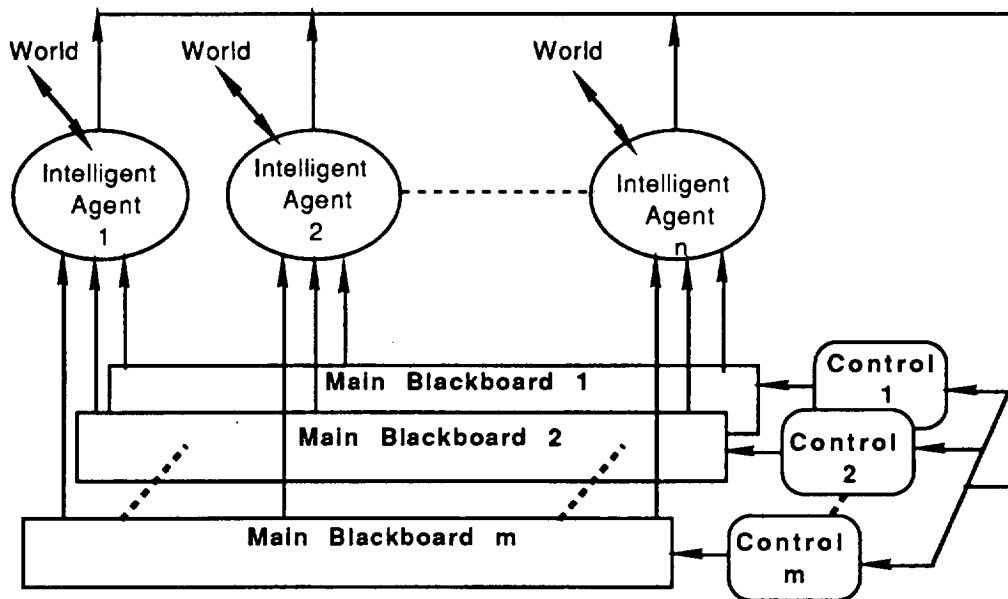 World
World
World
Intelligent
Agent
1
Intelligent
Agent
2
Intelligent
Agent
n
Main Blackboard 1
Control
1
Main Blackboard 2
Control
2
Main Blackboard m
Control
m